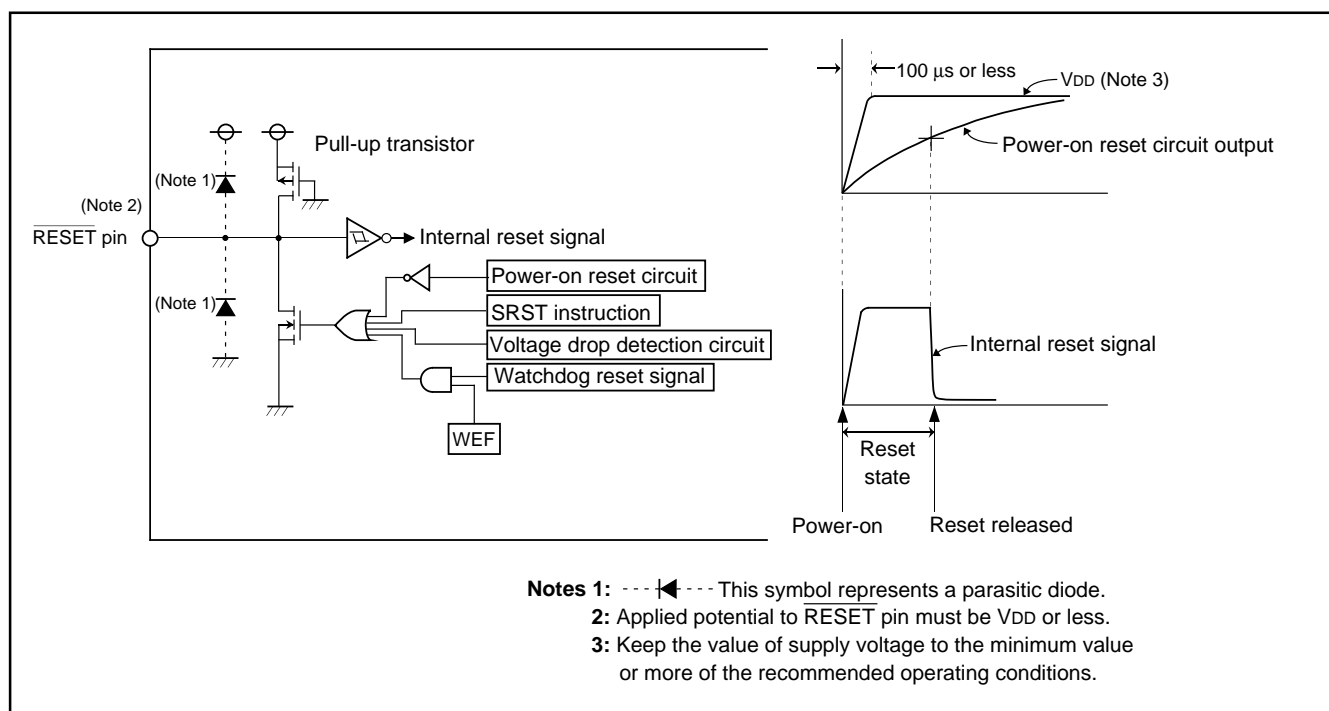 Pull-up transistor
(Note 1)
(Note 2)
RESET pin
Internal reset signal
(Note 1)
Power-on reset circuit
SRST instruction
Voltage drop detection circuit
Watchdog reset signal
WEF
100 µs or less
VDD (Note 3)
Power-on reset circuit output
Internal reset signal
Reset
state
Power-on
Reset released
Notes 1: This symbol represents a parasitic diode.
2: Applied potential to RESET pin must be VDD or less.
3: Keep the value of supply voltage to the minimum value
or more of the recommended operating conditions.